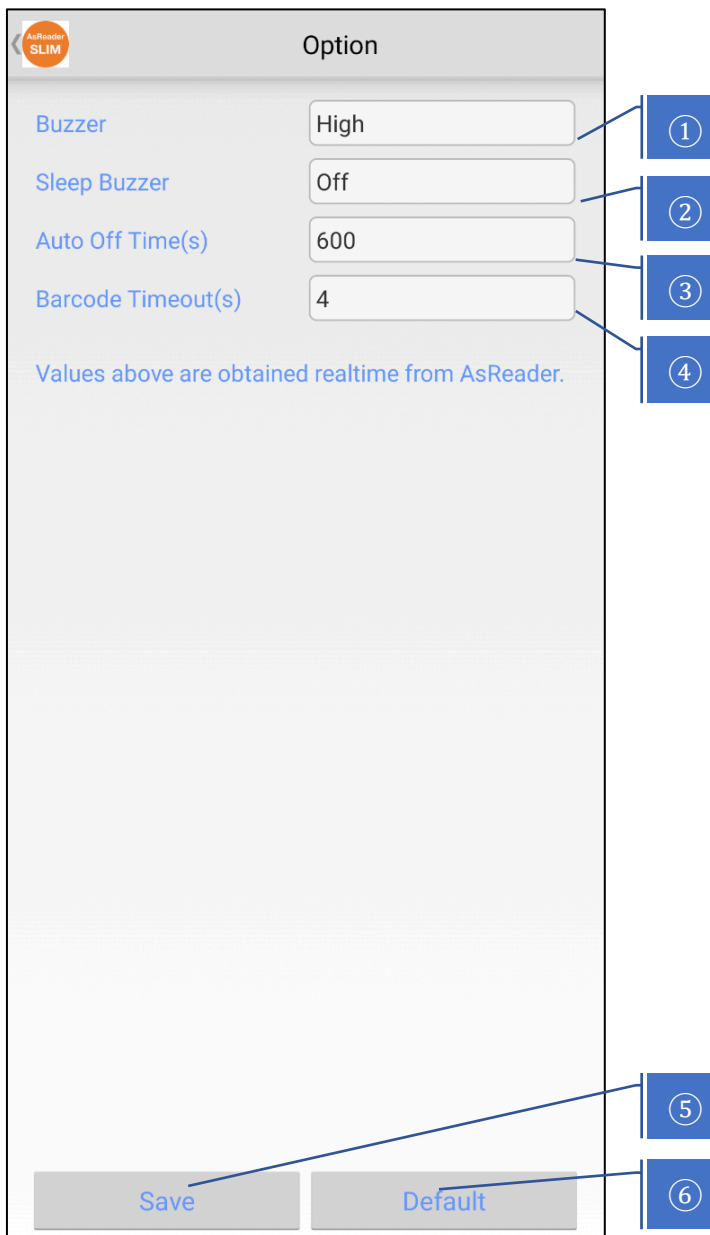 AsReader
SLIM
Option
Buzzer High ①
Sleep Buzzer Off ②
Auto Off Time(s) 600 ③
Barcode Timeout(s) 4 ④
Values above are obtained realtime from AsReader.
⑤
Save Default ⑥